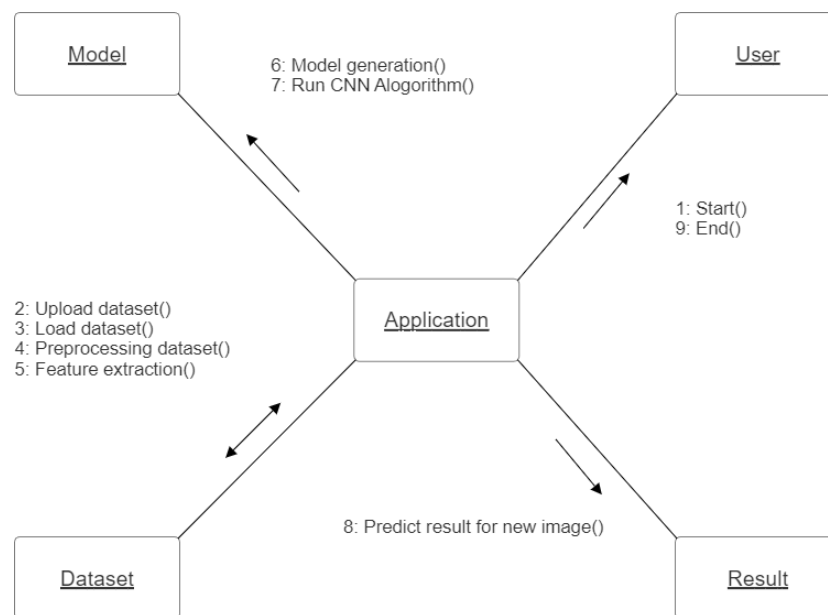 Model
User
6: Model generation()
7: Run CNN Alogorithm()
1: Start()
9: End()
2: Upload dataset()
3: Load dataset()
4: Preprocessing dataset()
5: Feature extraction()
Application
8: Predict result for new image()
Dataset
Result